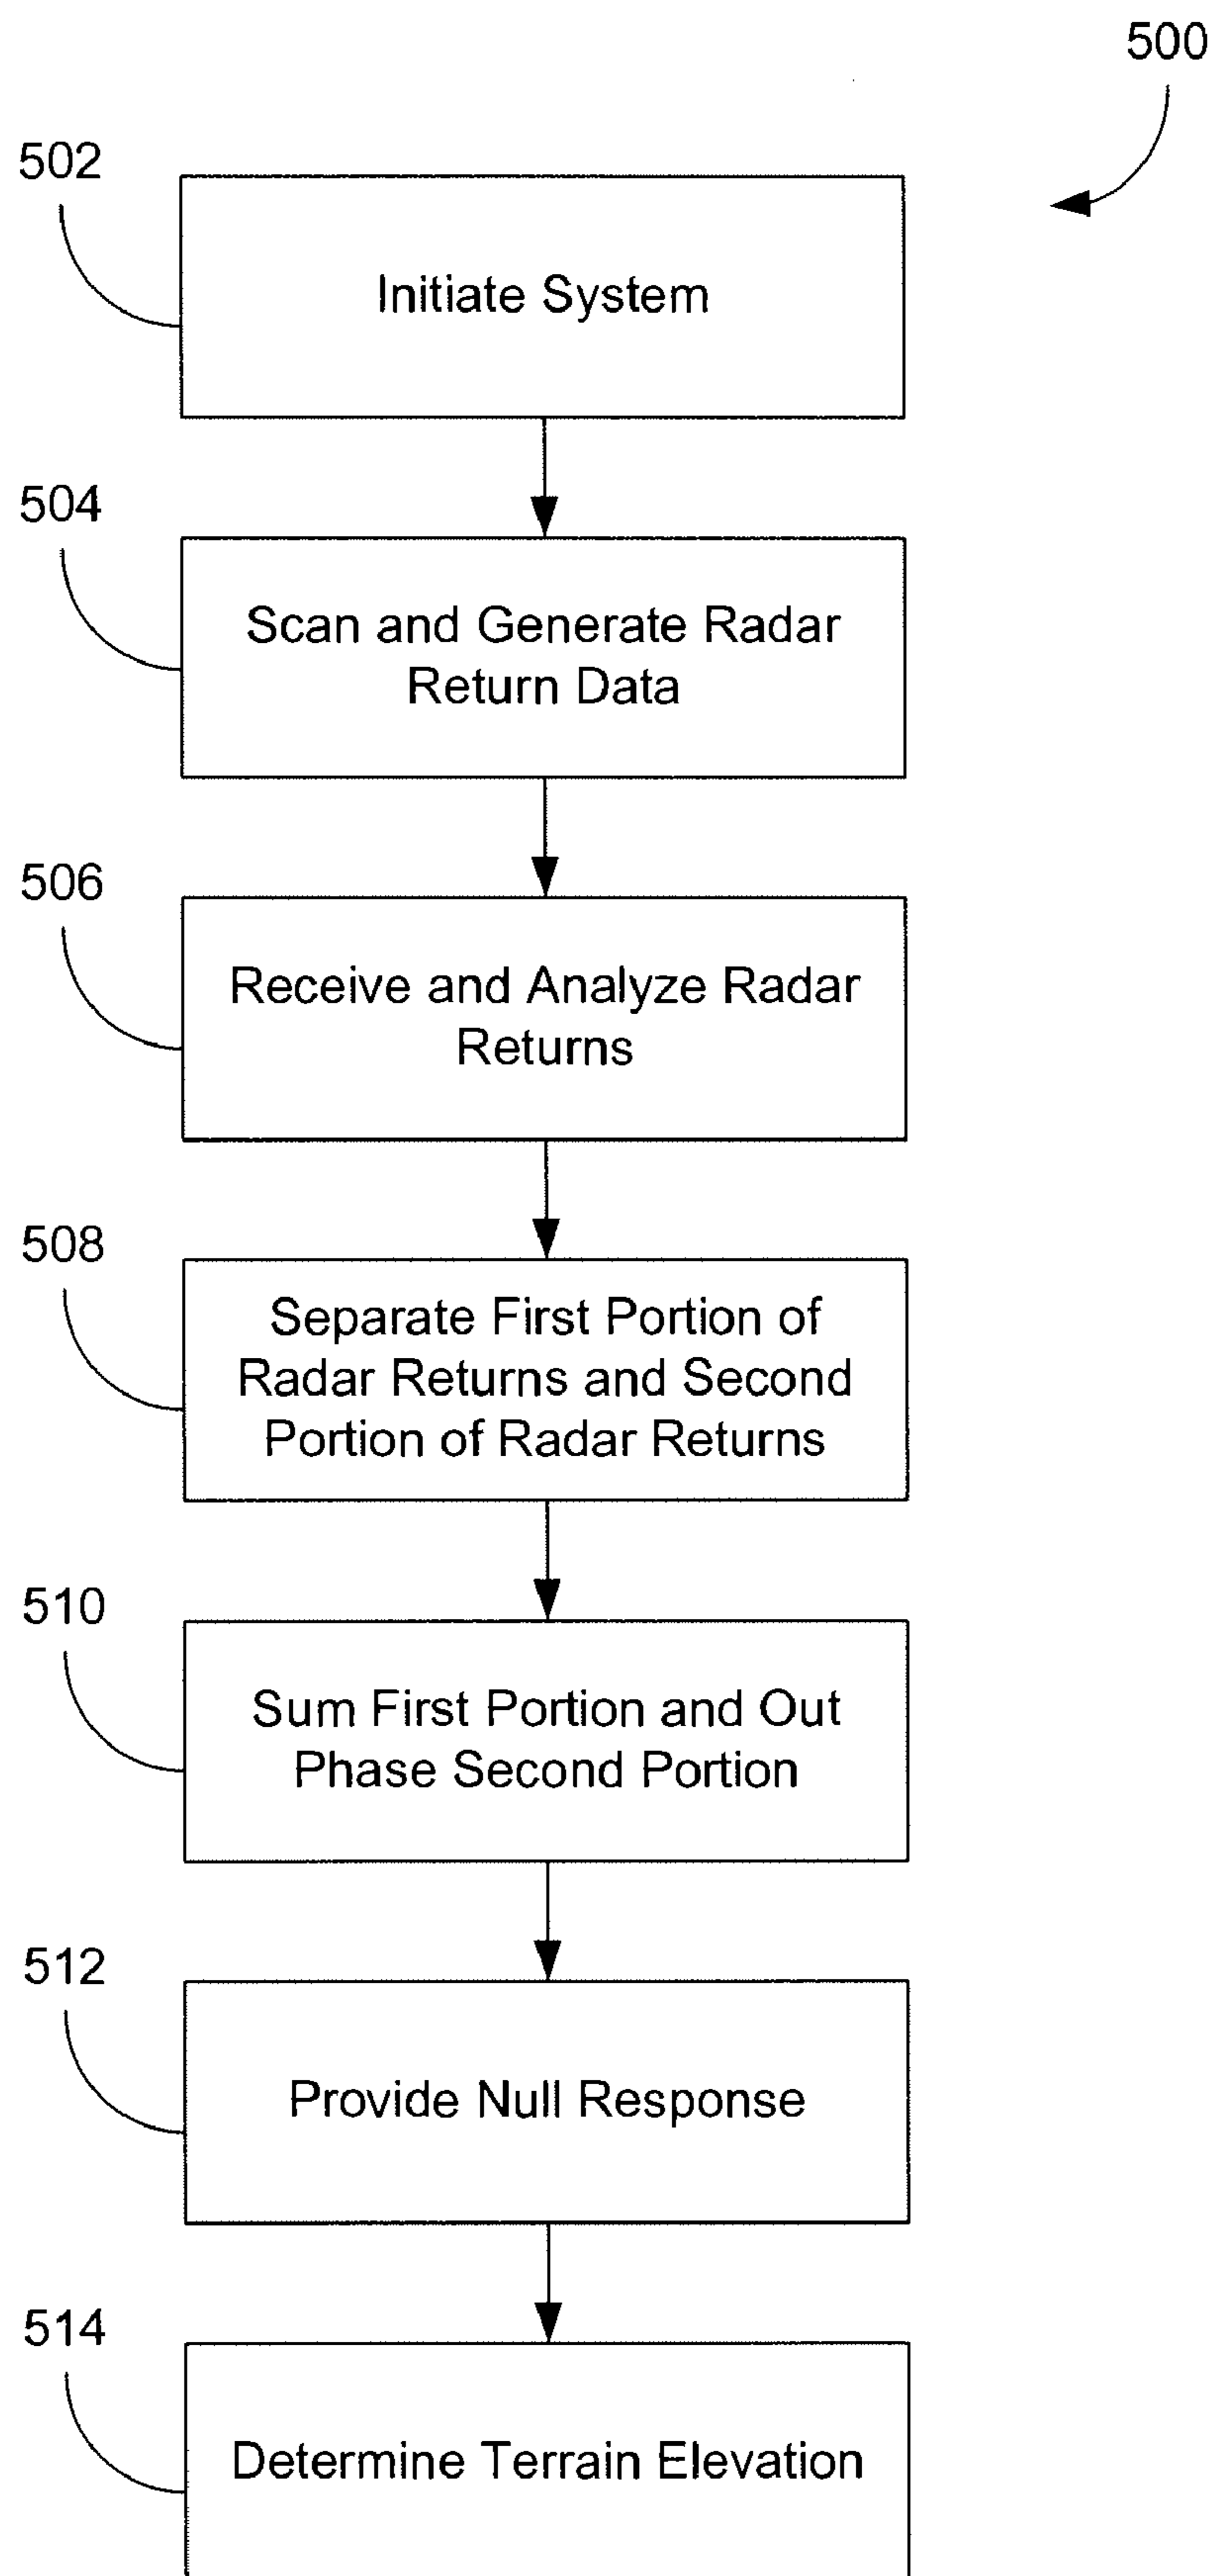 500
502
Initiate System
504
Scan and Generate Radar
Return Data
506
Receive and Analyze Radar
Returns
508
Separate First Portion of
Radar Returns and Second
Portion of Radar Returns
510
Sum First Portion and Out
Phase Second Portion
512
Provide Null Response
514
Determine Terrain Elevation